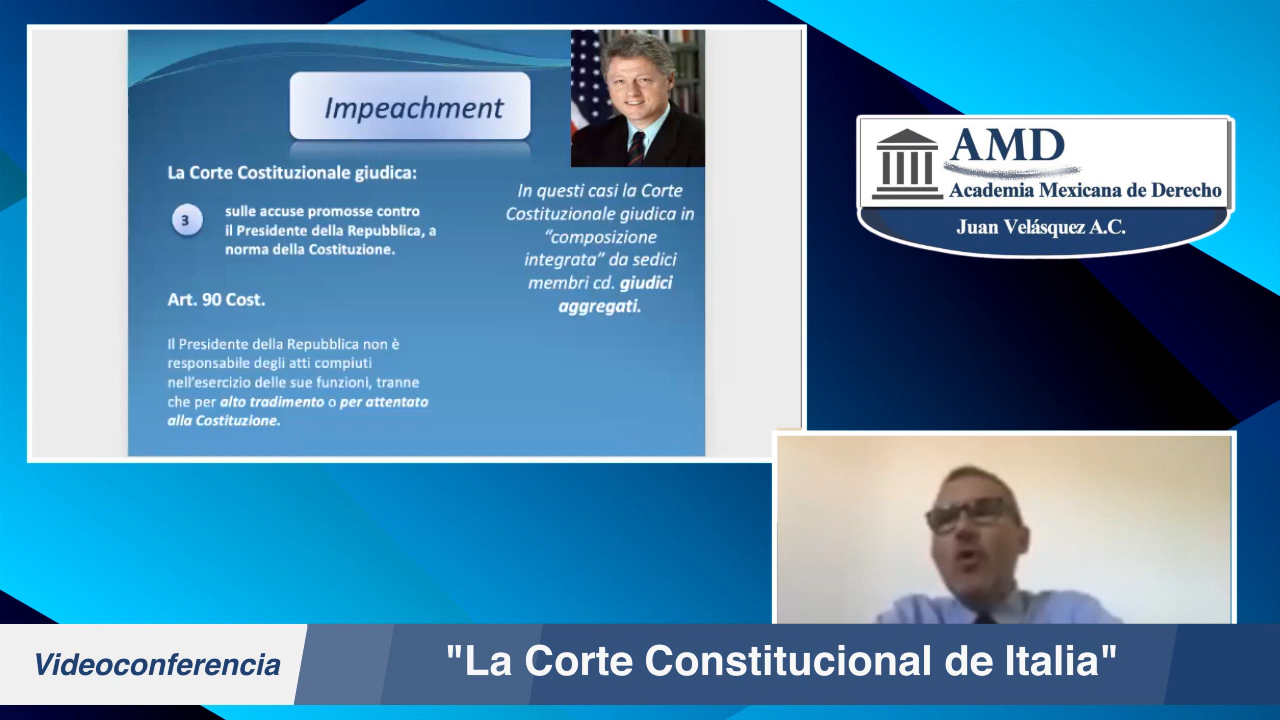 Impeachment
La Corte Costituzionale giudica:
3
sulle accuse promosse contro
il Presidente della Repubblica, a
norma della Costituzione.
Art. 90 Cost.
Il Presidente della Repubblica non è
responsabile degli atti compiuti
nell'esercizio delle sue funzioni, tranne
che per alto tradimento o per attentato
alla Costituzione.
In questi casi la Corte
Costituzionale giudica in
“composizione
integrata” da sedici
membri cd. giudici
aggregati.
AMD
Academia Mexicana de Derecho
Juan Velásquez A.C.
Videoconferencia
"La Corte Constitucional de Italia"